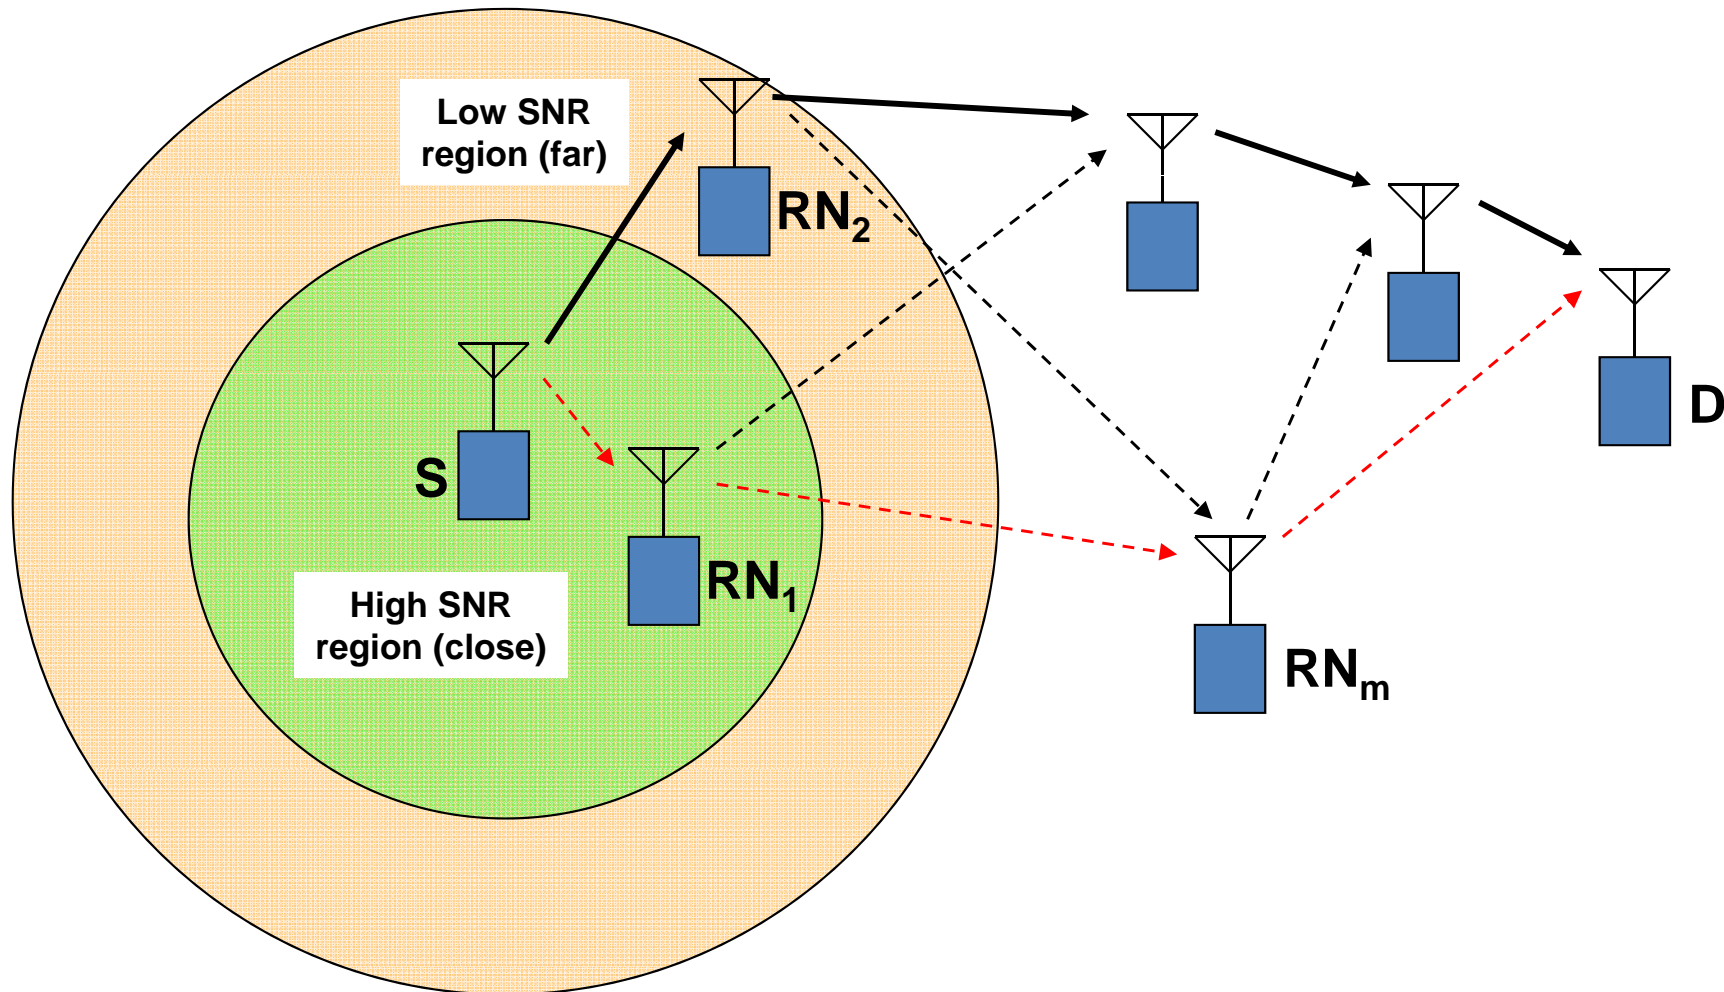 Low SNR
region (far)
RN2
S
D
RN1
High SNR
region (close)
RNm